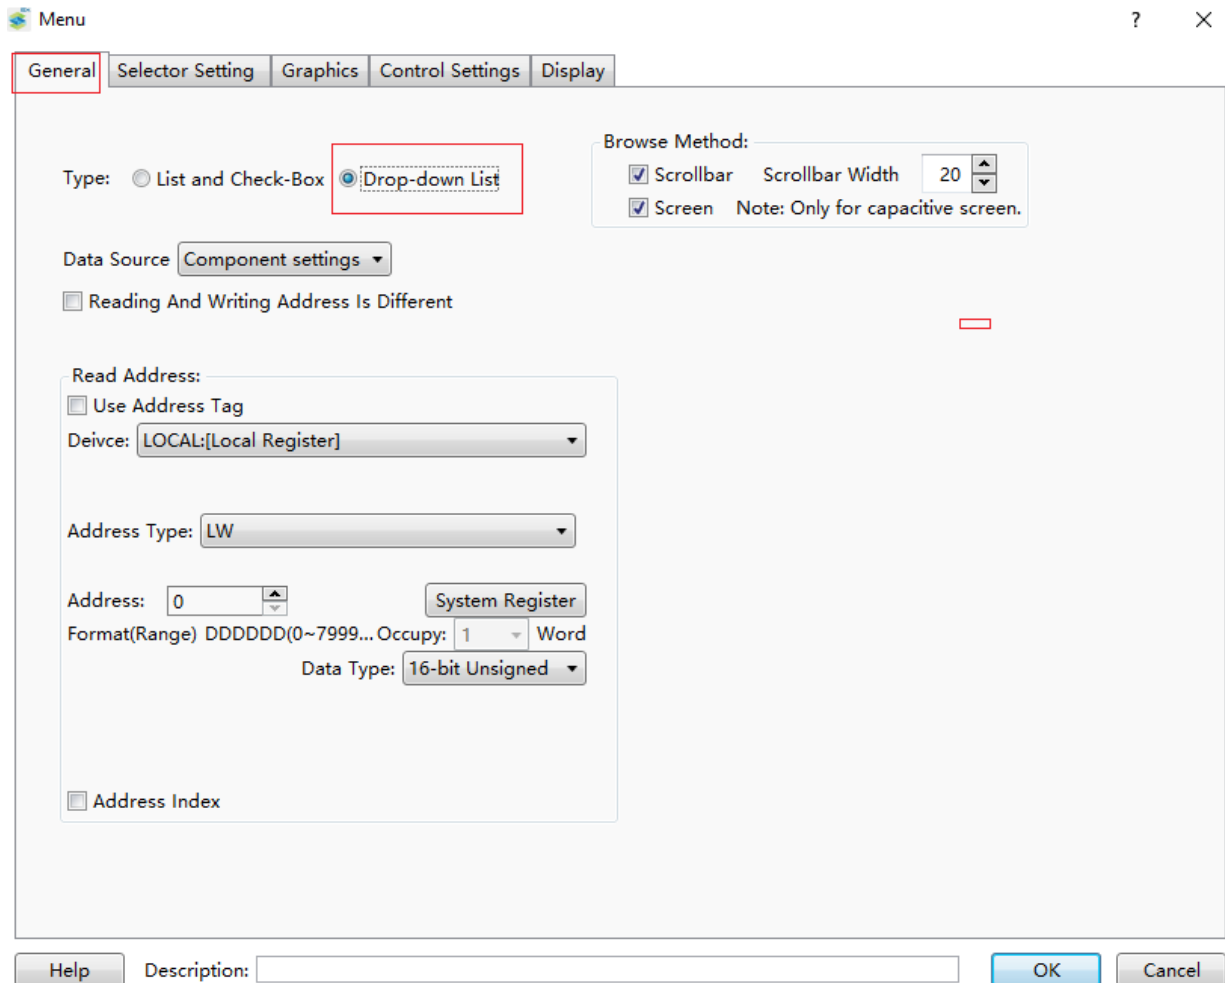 Menu
?
General Selector Setting Graphics Control Settings Display
Browse Method:
Type: List and Check-Box Drop-down List
Scrollbar Scrollbar Width 20
Screen Note: Only for capacitive screen.
Data Source Component settings
Reading And Writing Address Is Different
Read Address:
Use Address Tag
Deivce: LOCAL:[Local Register]
Address Type: LW
Address: 0 System Register
Format(Range) DDDDDD(0~7999... Occupy: 1 Word
Data Type: 16-bit Unsigned
Address Index
Help Description: OK Cancel